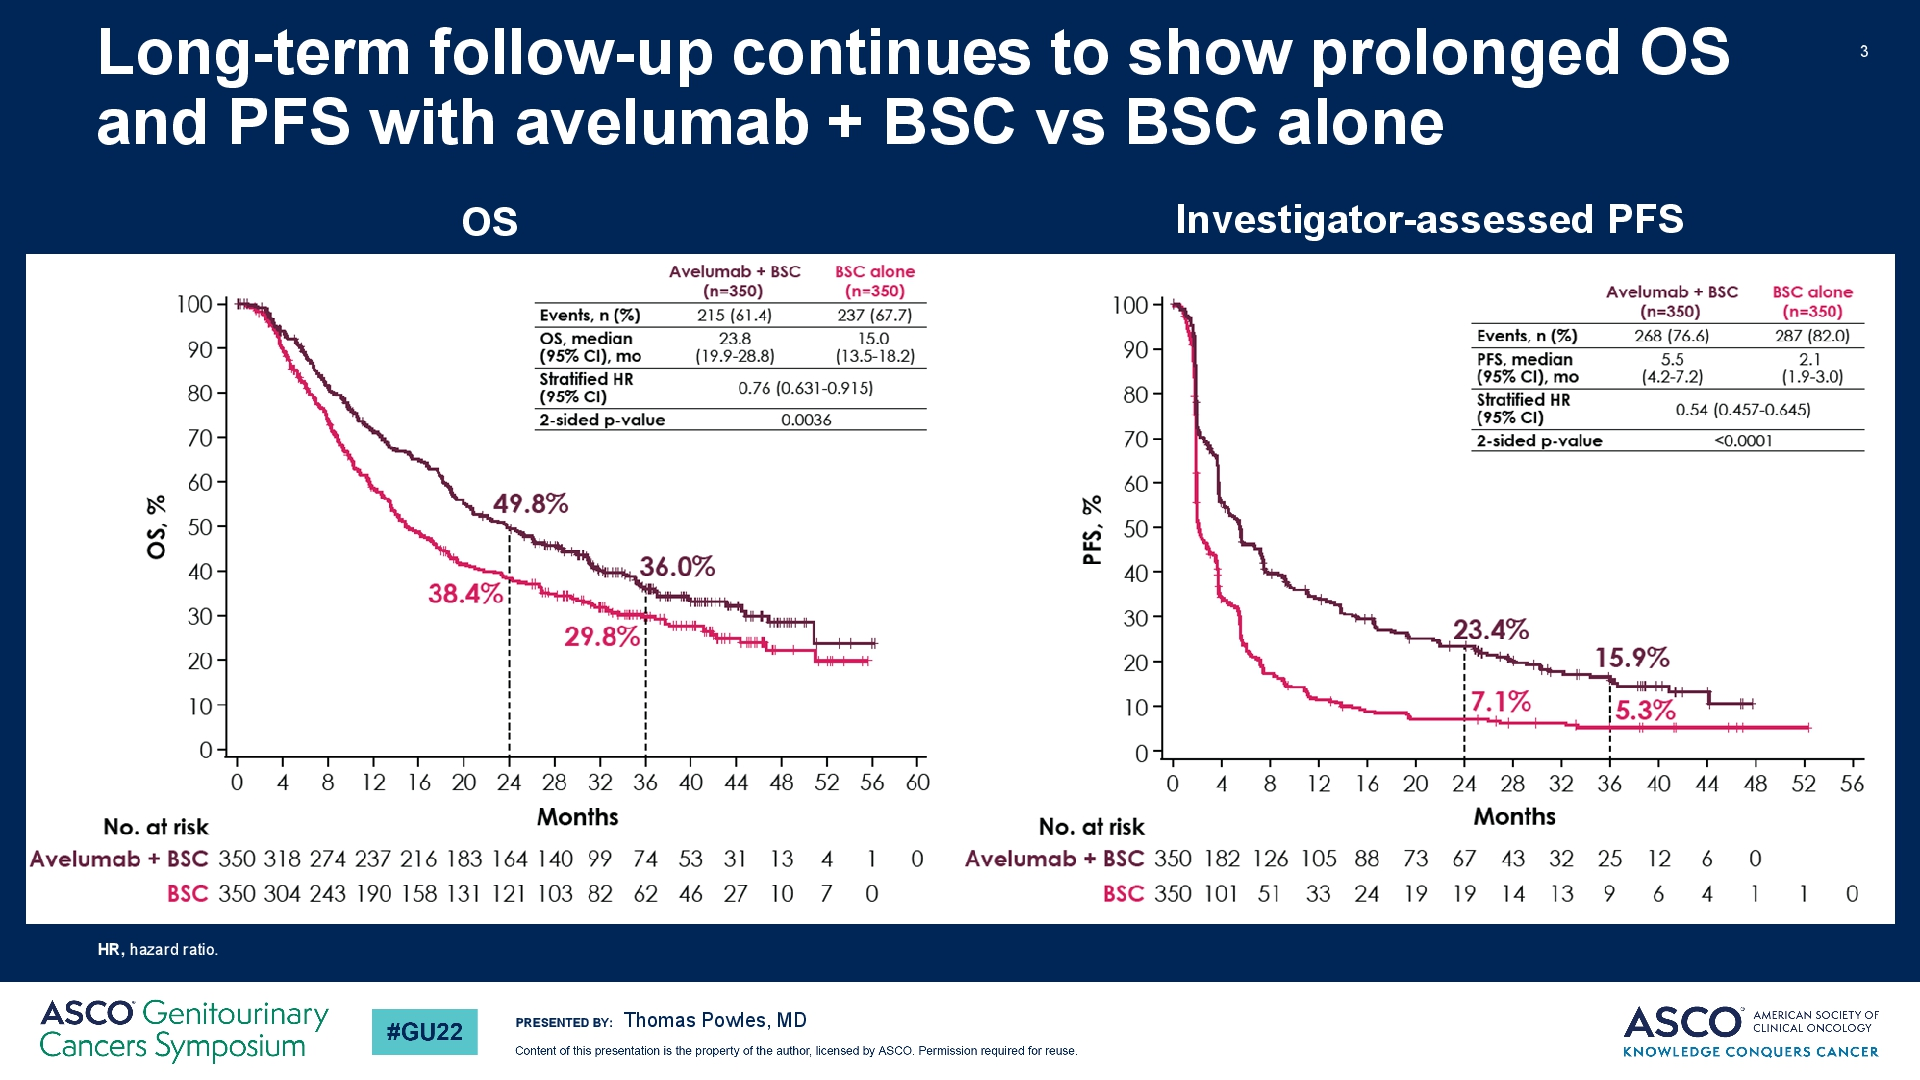 Long-term follow-up continues to show prolonged OS
and PFS with avelumab + BSC vs BSC alone
3
OS
Avelumab + BSC (n=350) BSC alone (n=350)
Events, n (%) 215 (61.4) 237 (67.7)
OS, median (95% CI), mo 23.8 (19.9-28.8) 15.0 (13.5-18.2)
Stratified HR (95% CI) 0.76 (0.631-0.915)
2-sided p-value 0.0036
OS, %
100
90
80
70
60
50
40
30
20
10
0
49.8%
38.4%
36.0%
29.8%
0 4 8 12 16 20 24 28 32 36 40 44 48 52 56 60
Months
No. at risk
Avelumab + BSC 350 318 274 237 216 183 164 140 99 74 53 31 13 4 1 0
BSC 350 304 243 190 158 131 121 103 82 62 46 27 10 7 0
Investigator-assessed PFS
Avelumab + BSC (n=350) BSC alone (n=350)
Events, n (%) 268 (76.6) 287 (82.0)
PFS, median (95% CI), mo 5.5 (4.2-7.2) 2.1 (1.9-3.0)
Stratified HR (95% CI) 0.54 (0.457-0.645)
2-sided p-value <0.0001
PFS, %
100
90
80
70
60
50
40
30
20
10
0
23.4%
7.1%
15.9%
5.3%
0 4 8 12 16 20 24 28 32 36 40 44 48 52 56
Months
No. at risk
Avelumab + BSC 350 182 126 105 88 73 67 43 32 25 12 6 0
BSC 350 101 51 33 24 19 19 14 13 9 6 4 1 1 0
HR, hazard ratio.
ASCO Genitourinary
Cancers Symposium
#GU22
PRESENTED BY: Thomas Powles, MD
Content of this presentation is the property of the author, licensed by ASCO. Permission required for reuse.
ASCO AMERICAN SOCIETY OF
CLINICAL ONCOLOGY
KNOWLEDGE CONQUERS CANCER